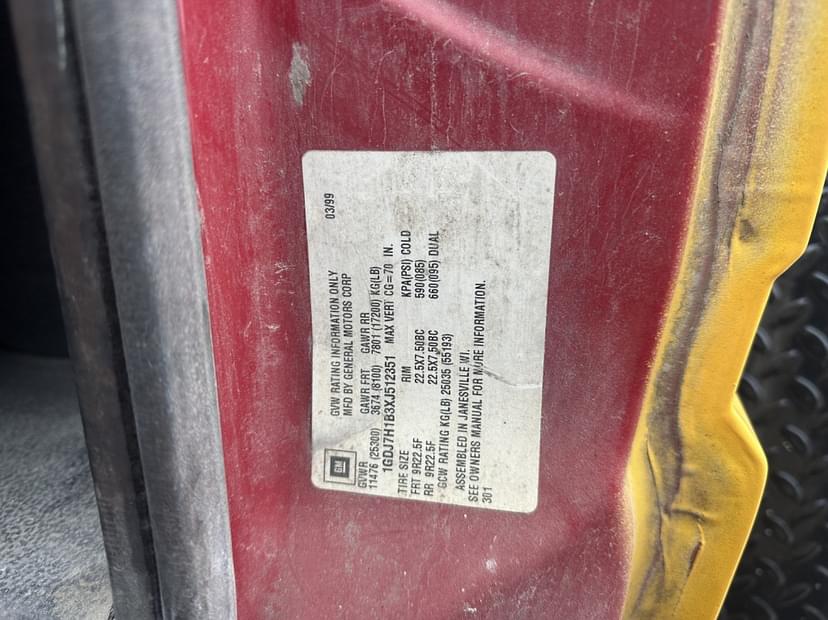 GM
GVW RATING INFORMATION ONLY
MFD BY GENERAL MOTORS CORP
03/99
GVWR GAWR FRT GAWR RR
11476 (25300) 3674 (8100) 7801 (17200) KG(LB)
1GDJ7H1B3XJ512351 MAX VERT CG=70 IN.
TIRE SIZE RIM KPA(PSI) COLD
FRT 9R22.5F 22.5X7.50BC 590(085)
RR 9R22.5F 22.5X7.50BC 660(095) DUAL
GCW RATING KG(LB) 25035 (55193)
ASSEMBLED IN JANESVILLE WI.
SEE OWNERS MANUAL FOR MORE INFORMATION.
301